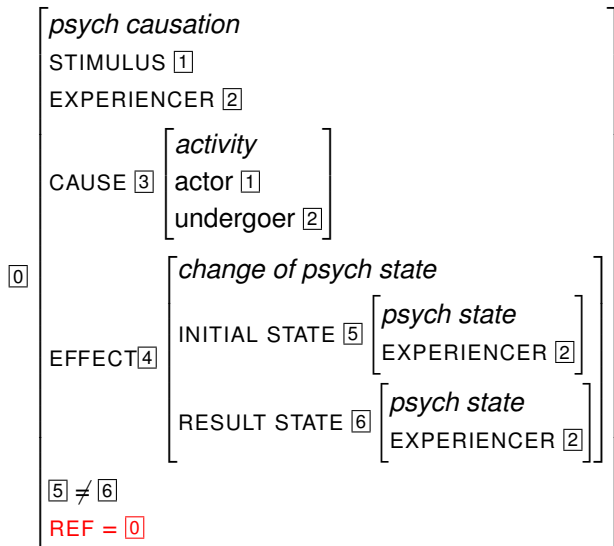 psych causation
STIMULUS 1
EXPERIENCER 2
activity
CAUSE 3 actor 1
undergoer 2
0
change of psych state
psych state
INITIAL STATE 5
EXPERIENCER 2
EFFECT4
psych state
RESULT STATE 6
EXPERIENCER 2
5 ≠ 6
REF = 0